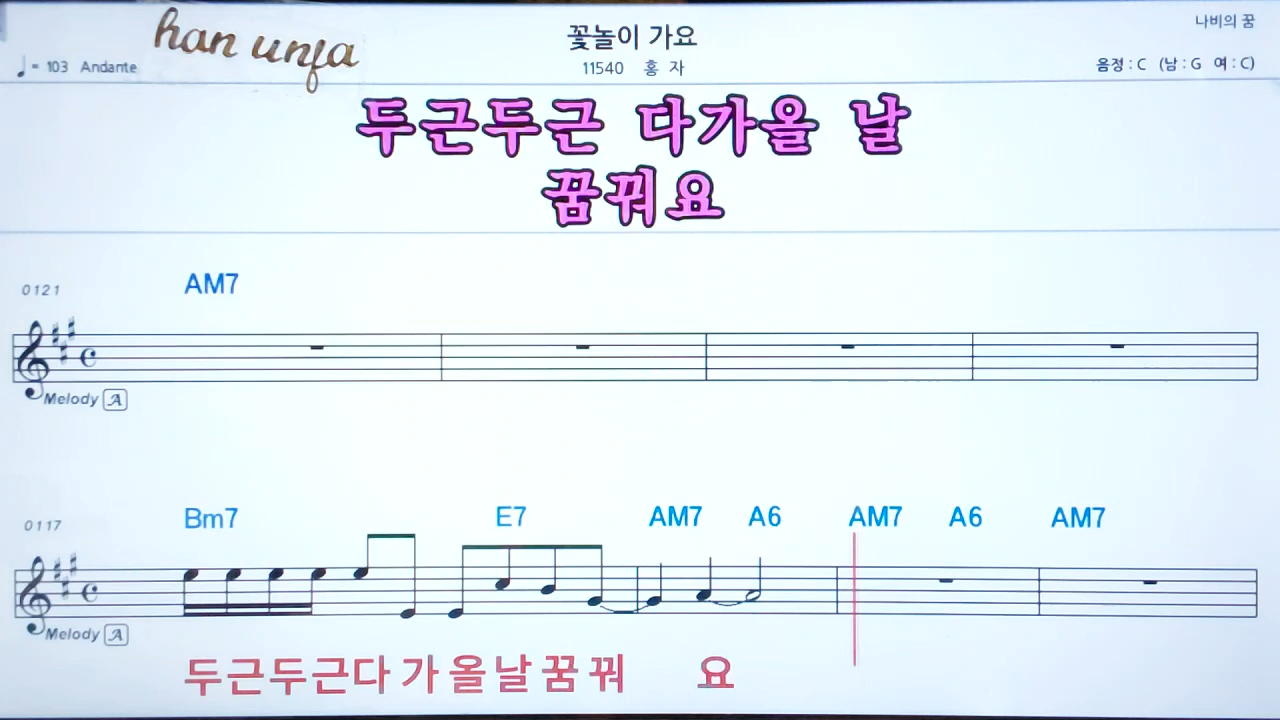 han unja
꽃놀이 가요
나비의 꿈
♩= 103 Andante
11540 홍 자
음정 : C (남 : G 여 : C)
두근두근 다가올 날
꿈꿔요
0121
AM7
Melody A
0117
Bm7 E7 AM7 A6 AM7 A6 AM7
Melody A
두근두근다가올날꿈꿔 요